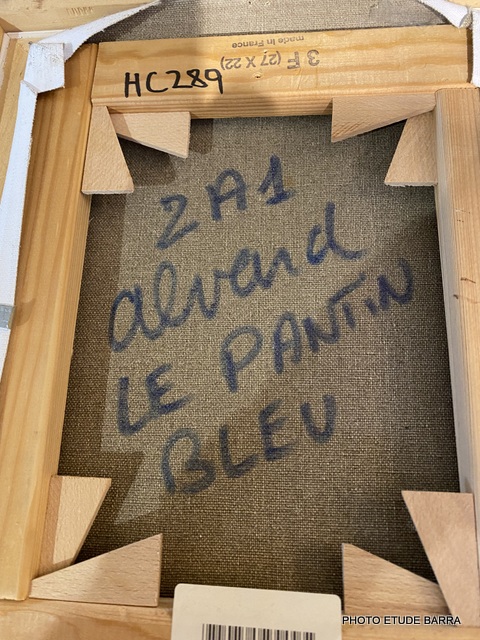 made in France
3 F (27 X 22)
HC289
2A1
alvard
LE PANTIN
BLEU
PHOTO ETUDE BARRA